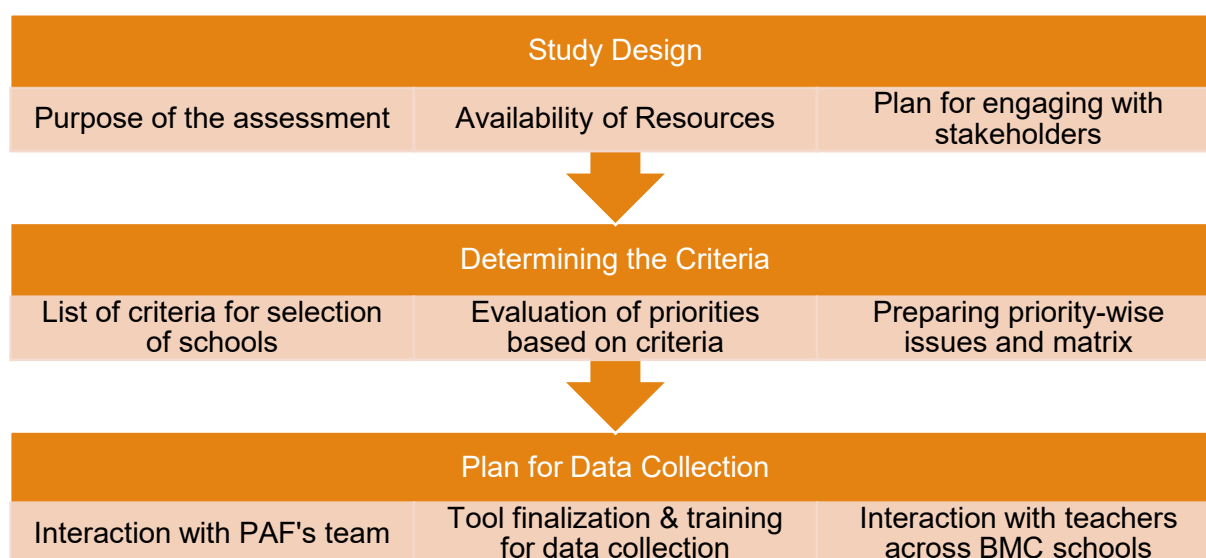 Study Design
Purpose of the assessment
Availability of Resources
Plan for engaging with
stakeholders
Determining the Criteria
List of criteria for selection
of schools
Evaluation of priorities
based on criteria
Preparing priority-wise
issues and matrix
Plan for Data Collection
Interaction with PAF's team
Tool finalization & training
for data collection
Interaction with teachers
across BMC schools